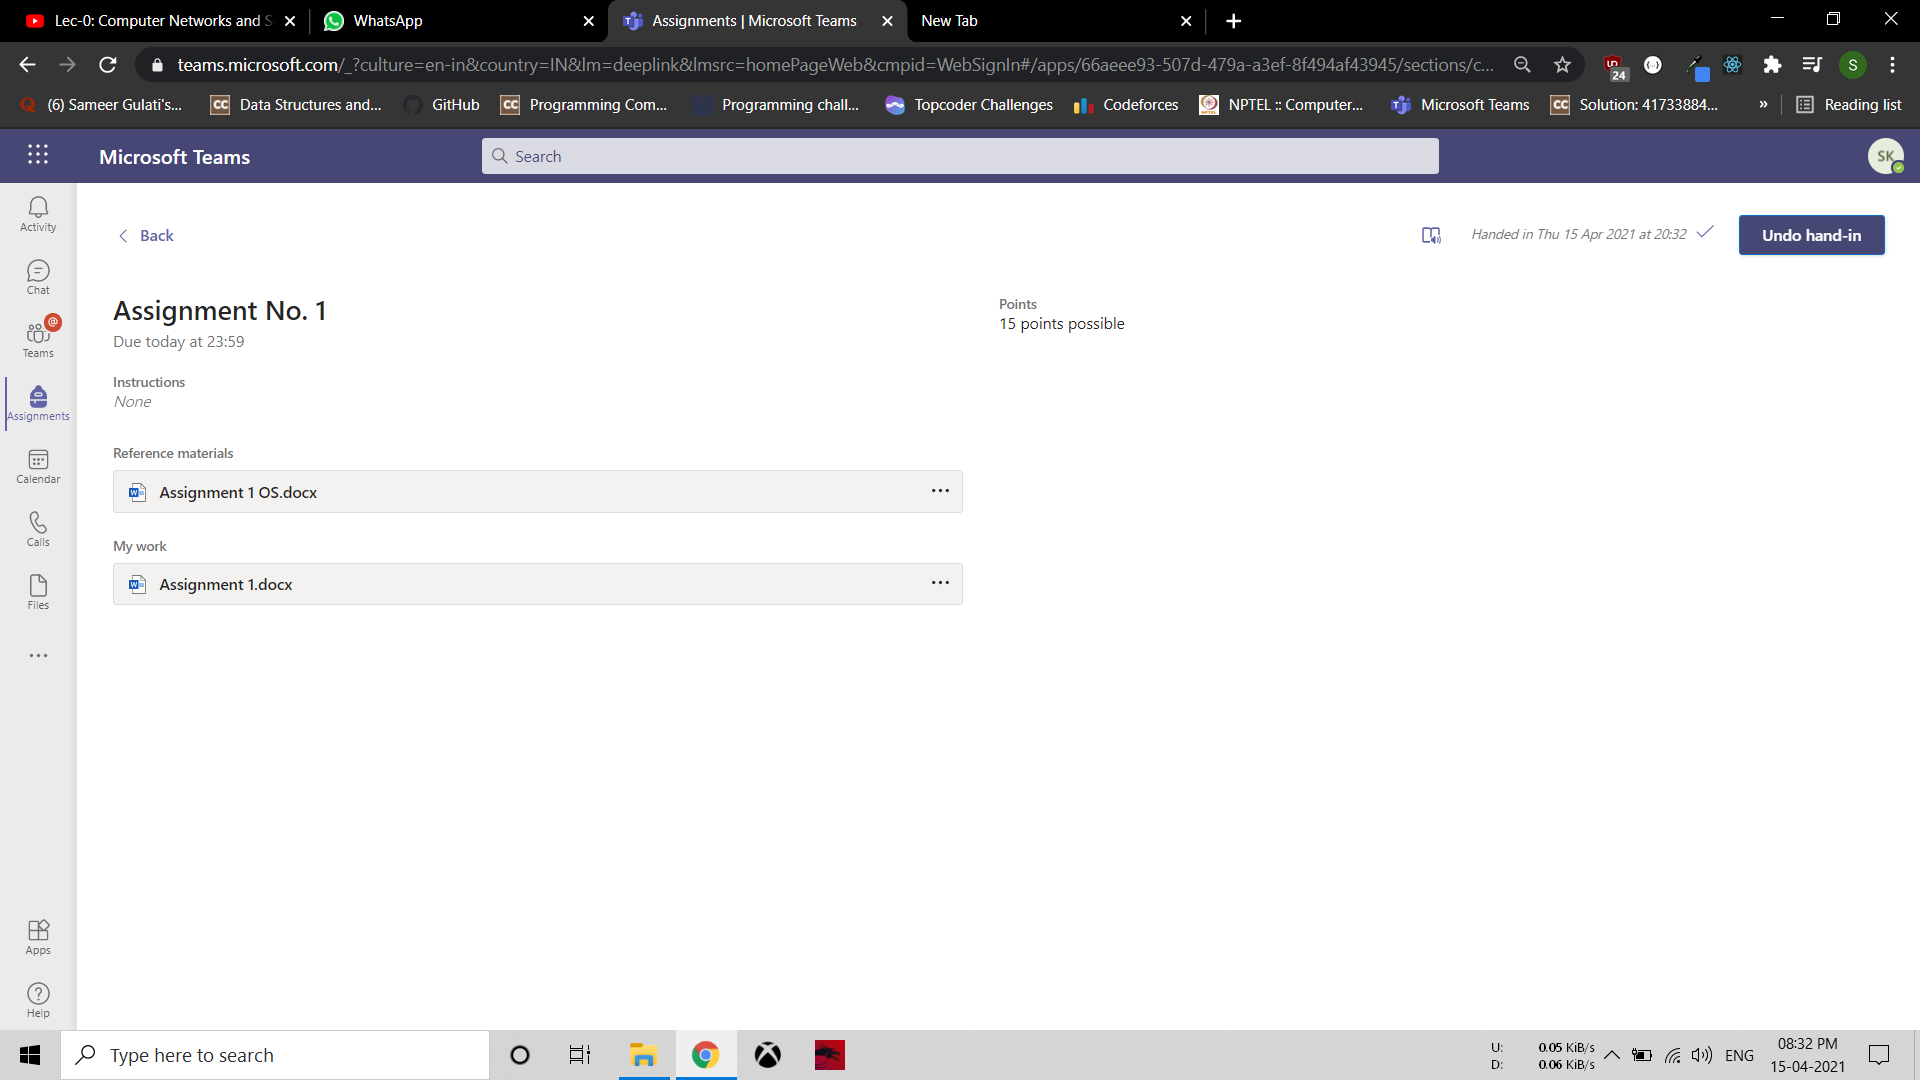 Lec-0: Computer Networks and S
WhatsApp
Assignments | Microsoft Teams
New Tab
teams.microsoft.com/_?culture=en-in&country=IN&lm=deeplink&lmsrc=homePageWeb&cmpid=WebSignIn#/apps/66aeee93-507d-479a-a3ef-8f494af43945/sections/c...
24
S
(6) Sameer Gulati's...
CC Data Structures and...
GitHub
CC Programming Com...
Programming chall...
Topcoder Challenges
Codeforces
NPTEL :: Computer...
Microsoft Teams
CC Solution: 41733884...
»
Reading list
Microsoft Teams
Search
SK
Activity
Chat
Teams
Assignments
Calendar
Calls
Files
Apps
Help
Back
Handed in Thu 15 Apr 2021 at 20:32
Undo hand-in
Assignment No. 1
Due today at 23:59
Points
15 points possible
Instructions
None
Reference materials
Assignment 1 OS.docx
My work
Assignment 1.docx
Type here to search
U: 0.05 KiB/s
D: 0.06 KiB/s
ENG
08:32 PM
15-04-2021